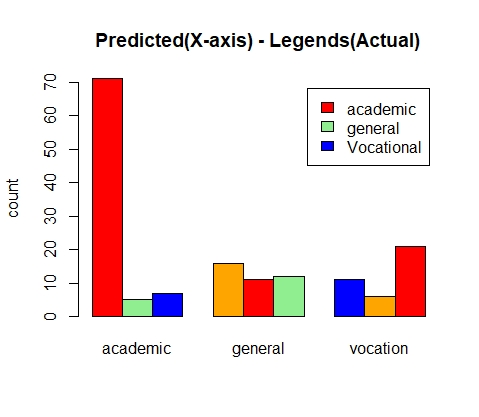 Predicted(X-axis) - Legends(Actual)
academic
general
Vocational
count
70
60
50
40
30
20
10
0
academic general vocation